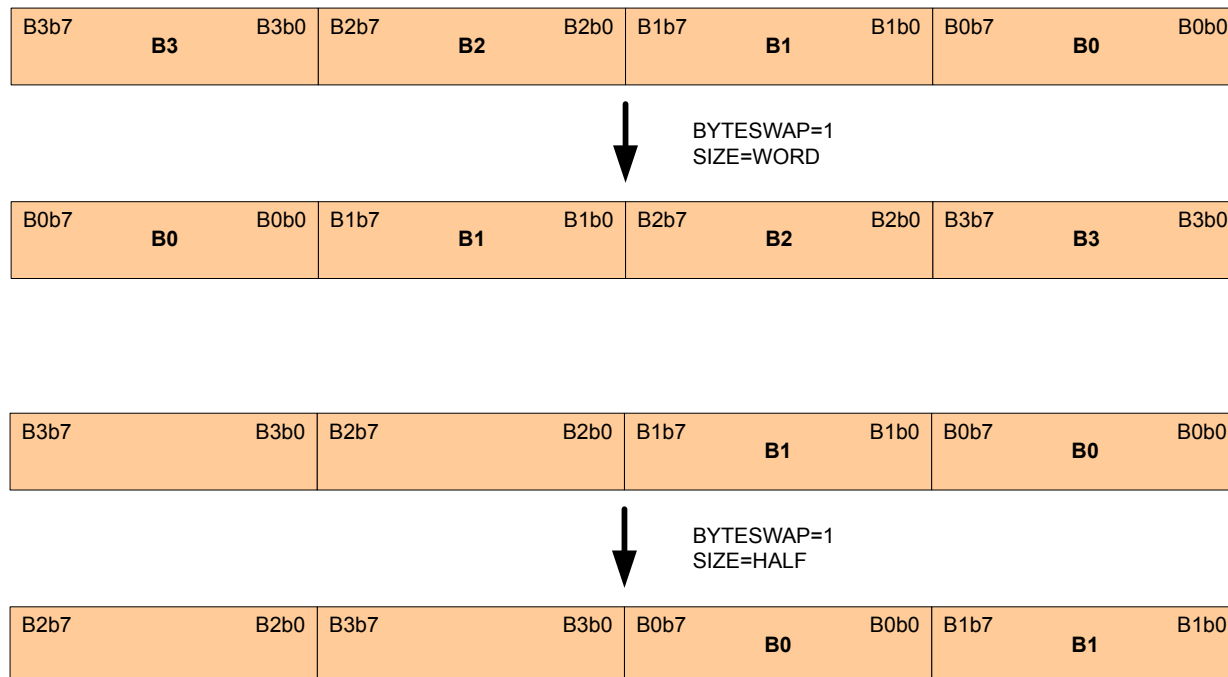 B3b7 B3b0 B2b7 B2b0 B1b7 B1b0 B0b7 B0b0
B3 B2 B1 B0
BYTESWAP=1
SIZE=WORD
B0b7 B0b0 B1b7 B1b0 B2b7 B2b0 B3b7 B3b0
B0 B1 B2 B3
B3b7 B3b0 B2b7 B2b0 B1b7 B1b0 B0b7 B0b0
B1 B0
BYTESWAP=1
SIZE=HALF
B2b7 B2b0 B3b7 B3b0 B0b7 B0b0 B1b7 B1b0
B0 B1